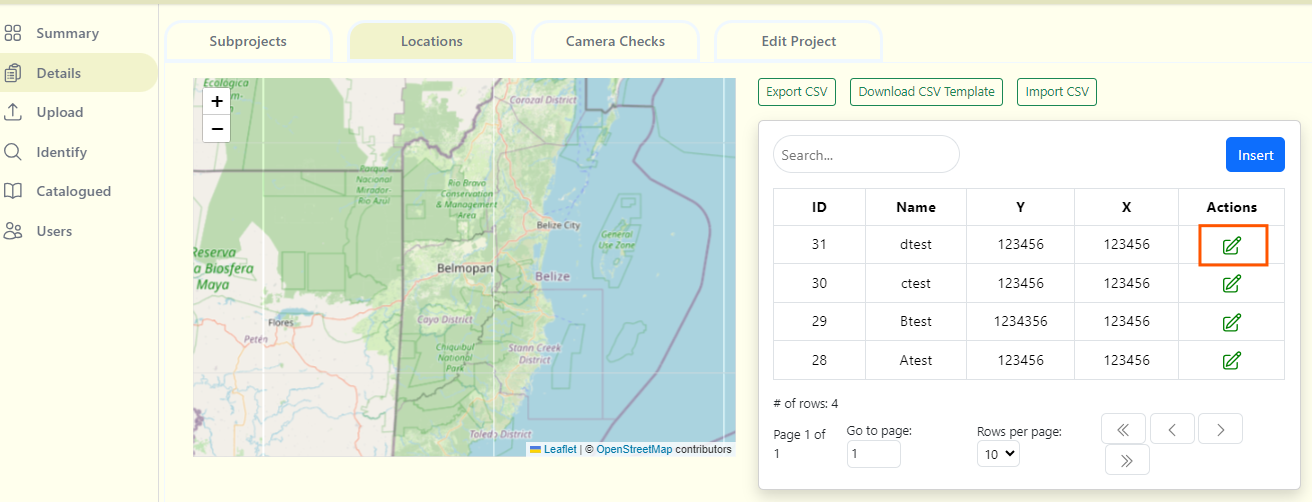 Summary
Details
Upload
Identify
Catalogued
Users
Subprojects
Locations
Camera Checks
Edit Project
+
−
Ecológica
Corozal District
Parque
Nacional
Mirador-
Rio Azul
Rio Bravo
Conservation
& Management
Area
Belize City
General
Use Zone
Reserva
a Biosfera
Maya
Belmopan
Belize
Flores
Petén
Cayo District
Chiquibul
National
Park
Stann Creek
District
Toledo District
Leaflet | © OpenStreetMap contributors
Export CSV
Download CSV Template
Import CSV
Search...
Insert
ID Name Y X Actions
31 dtest 123456 123456
30 ctest 123456 123456
29 Btest 1234356 123456
28 Atest 123456 123456
# of rows: 4
Page 1 of
1
Go to page:
1
Rows per page:
10